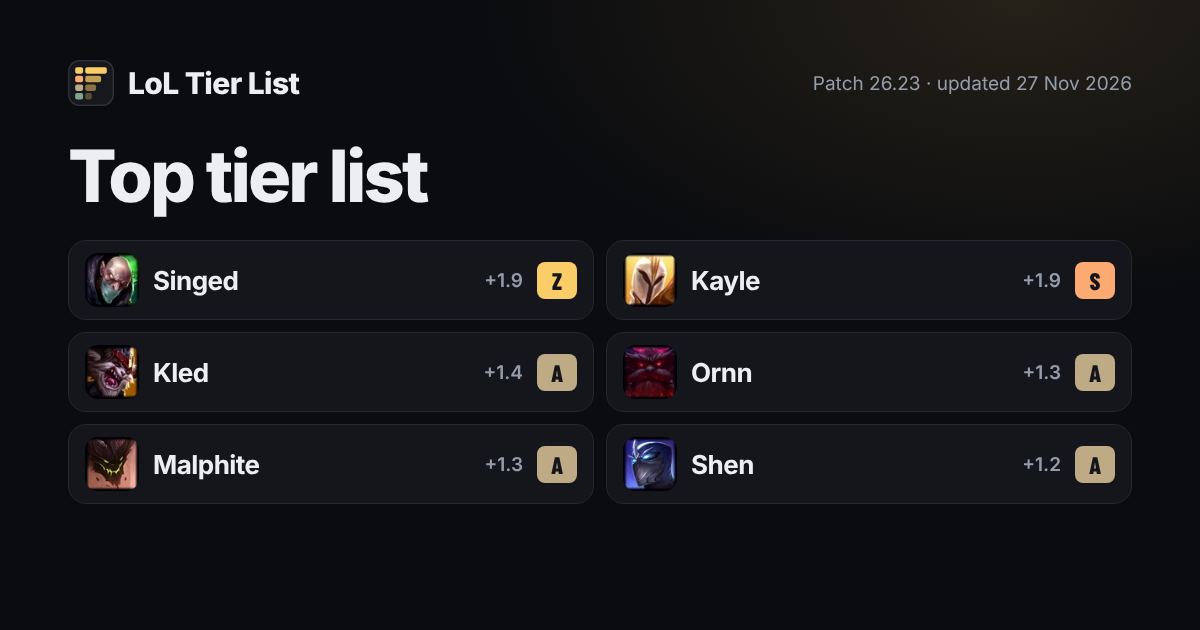 LoL Tier List
Patch 26.23 · updated 27 Nov 2026
Top tier list
Singed +1.9 Z
Kayle +1.9 S
Kled +1.4 A
Ornn +1.3 A
Malphite +1.3 A
Shen +1.2 A